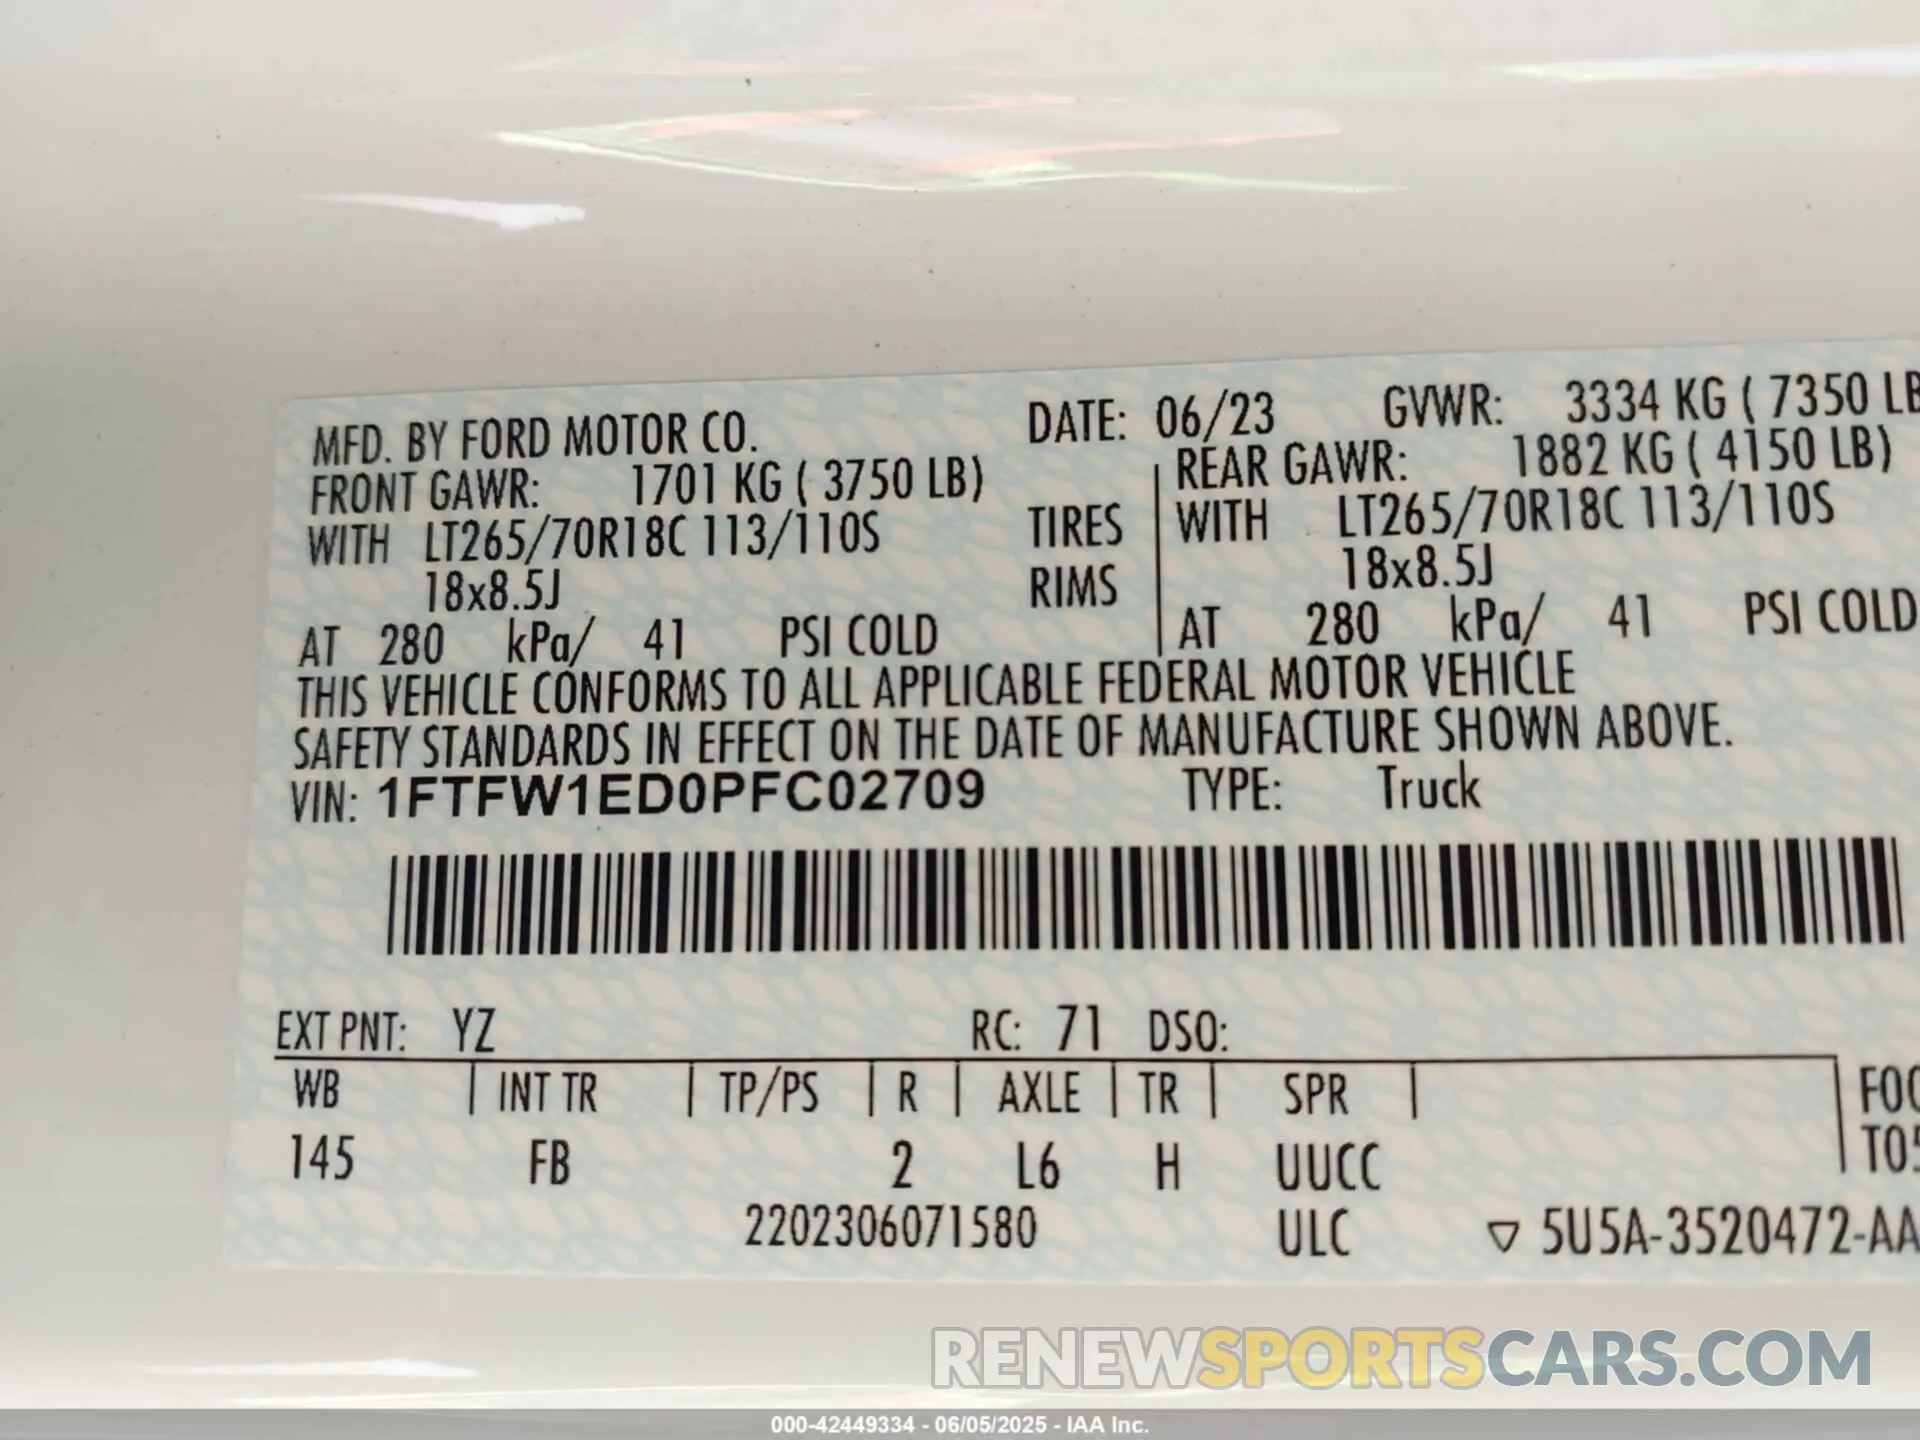 MFD. BY FORD MOTOR CO. DATE: 06/23 GVWR: 3334 KG ( 7350 LB
FRONT GAWR: 1701 KG ( 3750 LB) REAR GAWR: 1882 KG ( 4150 LB)
WITH LT265/70R18C 113/110S TIRES WITH LT265/70R18C 113/110S
18x8.5J RIMS 18x8.5J
AT 280 kPa/ 41 PSI COLD AT 280 kPa/ 41 PSI COLD
THIS VEHICLE CONFORMS TO ALL APPLICABLE FEDERAL MOTOR VEHICLE
SAFETY STANDARDS IN EFFECT ON THE DATE OF MANUFACTURE SHOWN ABOVE.
VIN: 1FTFW1ED0PFC02709 TYPE: Truck
EXT PNT: YZ RC: 71 DSO:
WB | INT TR | TP/PS | R | AXLE | TR | SPR |
145 FB 2 L6 H UUCC
2202306071580 ULC ▽ 5U5A-3520472-AA
RENEWSPORTSCARS.COM
000-42449334 - 06/05/2025 - IAA Inc.